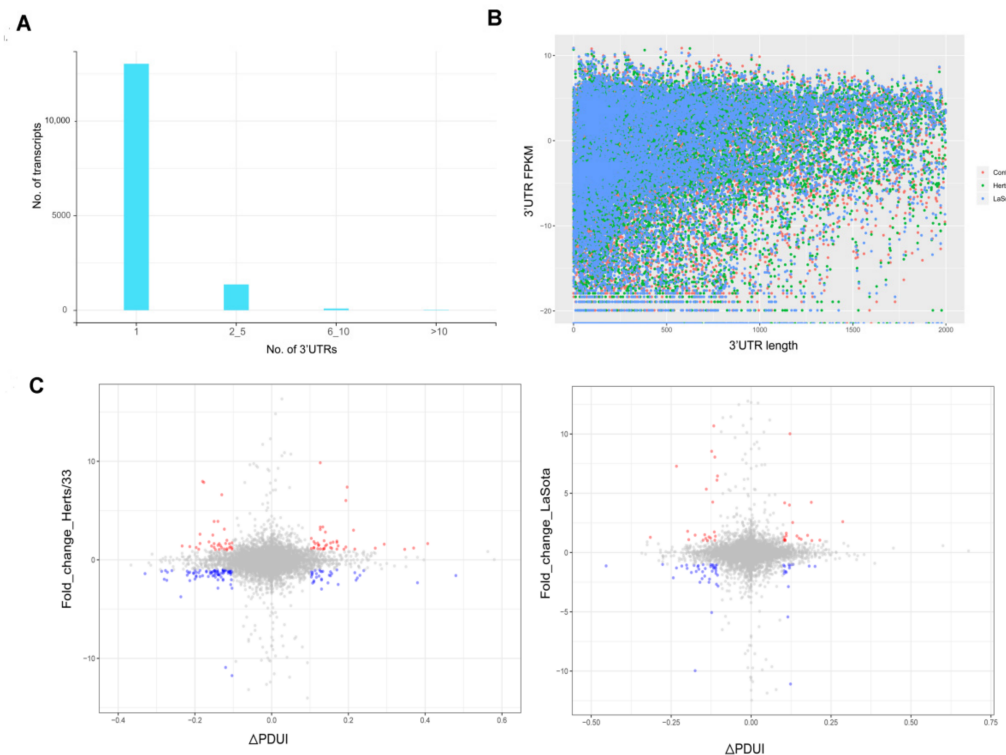 A
No. of transcripts
10,000
5000
0
1
2_5
6_10
>10
No. of 3'UTRs
B
3'UTR FPKM
10
0
−10
−20
0
500
1000
1500
2000
3'UTR length
Con
Herts
LaSo
C
Fold_change_Herts/33
10
0
−10
−0.4
−0.2
0.0
0.2
0.4
0.6
ΔPDUI
Fold_change_LaSota
10
5
0
−5
−10
−0.50
−0.25
0.00
0.25
0.50
0.75
ΔPDUI